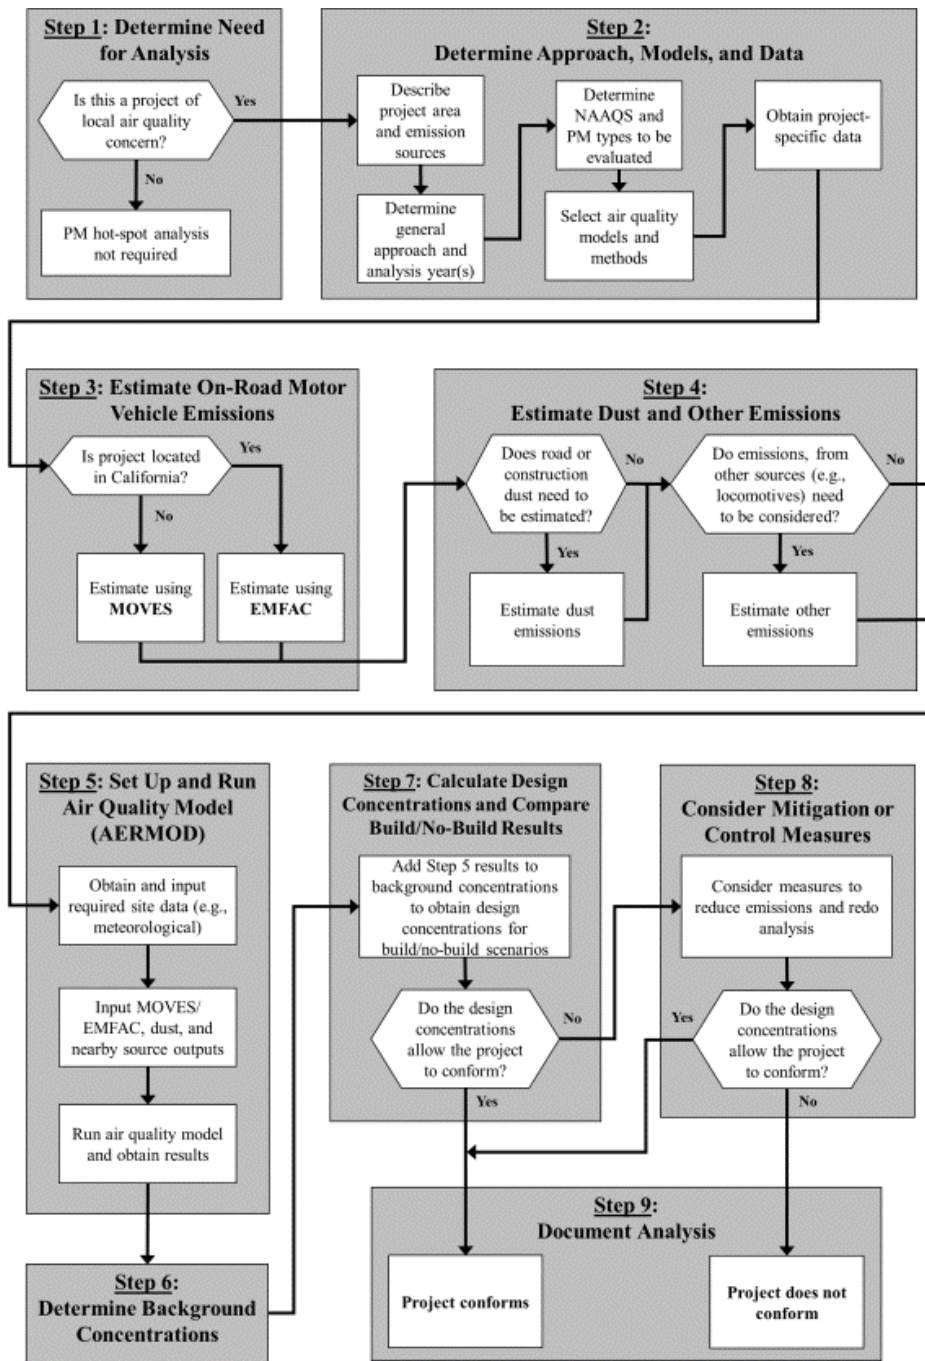 Step 1: Determine Need
for Analysis
Is this a project of
local air quality
concern?
Yes
No
PM hot-spot analysis
not required
Step 2:
Determine Approach, Models, and Data
Describe
project area
and emission
sources
Determine
general
approach and
analysis year(s)
Determine
NAAQS and
PM types to be
evaluated
Select air quality
models and
methods
Obtain project-
specific data
Step 3: Estimate On-Road Motor
Vehicle Emissions
Is project located
in California?
Yes
No
Estimate using
MOVES
Estimate using
EMFAC
Step 4:
Estimate Dust and Other Emissions
Does road or
construction
dust need to
be estimated?
No
Yes
Estimate dust
emissions
Do emissions, from
other sources (e.g.,
locomotives) need
to be considered?
No
Yes
Estimate other
emissions
Step 5: Set Up and Run
Air Quality Model
(AERMOD)
Obtain and input
required site data (e.g.,
meteorological)
Input MOVES/
EMFAC, dust, and
nearby source outputs
Run air quality model
and obtain results
Step 6:
Determine Background
Concentrations
Step 7: Calculate Design
Concentrations and Compare
Build/No-Build Results
Add Step 5 results to
background concentrations
to obtain design
concentrations for
build/no-build scenarios
Do the design
concentrations
allow the project
to conform?
No
Yes
Step 8:
Consider Mitigation or
Control Measures
Consider measures to
reduce emissions and redo
analysis
Yes
Do the design
concentrations
allow the project
to conform?
No
Step 9:
Document Analysis
Project conforms
Project does not
conform